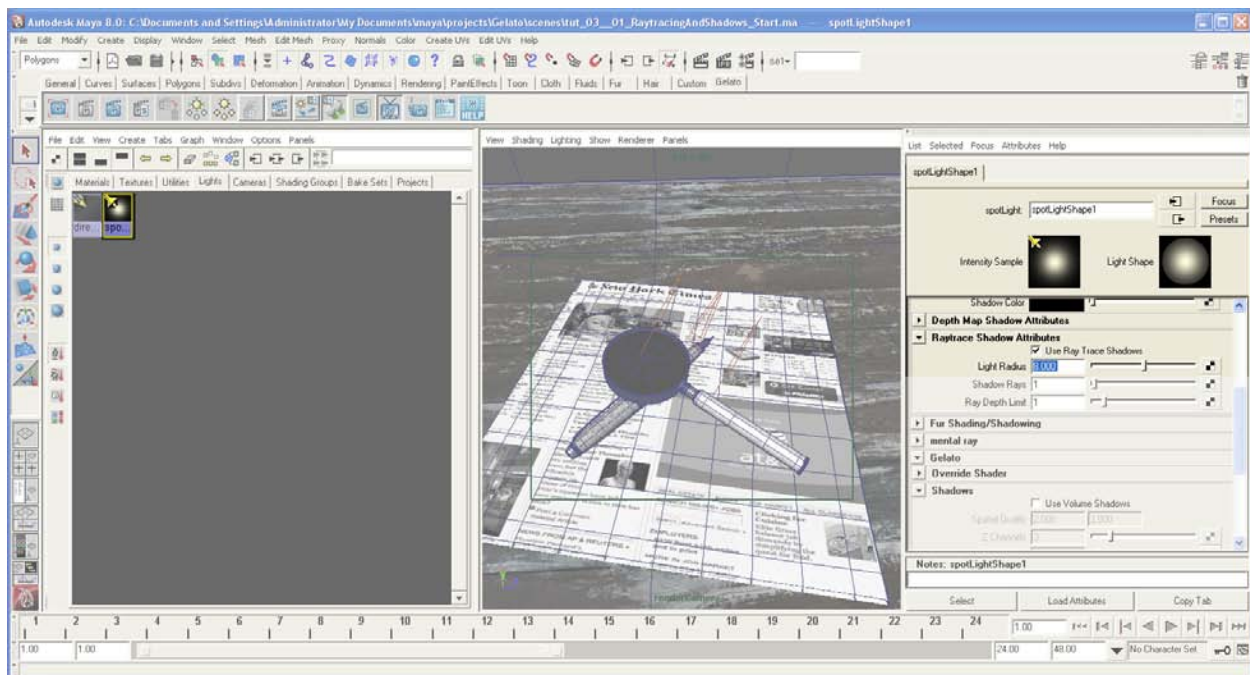 Autodesk Maya 8.0: C:\Documents and Settings\Administrator\My Documents\maya\projects\Gelato\scenes\tut_03__01_RaytracingAndShadows_Start.ma --- spotLightShape1
File Edit Modify Create Display Window Select Mesh Edit Mesh Proxy Normals Color Create UVs Edit UVs Help
Polygons
sel
General Curves Surfaces Polygons Subdivs Deformation Animation Dynamics Rendering PaintEffects Toon Cloth Fluids Fur Hair Custom Gelato
File Edit View Create Tabs Graph Window Options Panels
Materials Textures Utilities Lights Cameras Shading Groups Bake Sets Projects
dire... spo...
View Shading Lighting Show Renderer Panels
New York Times
at&t
List Selected Focus Attributes Help
spotLightShape1
spotLight: spotLightShape1
Focus
Presets
Intensity Sample
Light Shape
Shadow Color
Depth Map Shadow Attributes
Raytrace Shadow Attributes
Use Ray Trace Shadows
Light Radius
Shadow Rays 1
Ray Depth Limit 1
Fur Shading/Shadowing
mental ray
Gelato
Override Shader
Shadows
Use Volume Shadows
Notes: spotLightShape1
Select Load Attributes Copy Tab
1 2 3 4 5 6 7 8 9 10 11 12 13 14 15 16 17 18 19 20 21 22 23 24
1.00
1.00 1.00 24.00 48.00 No Character Set